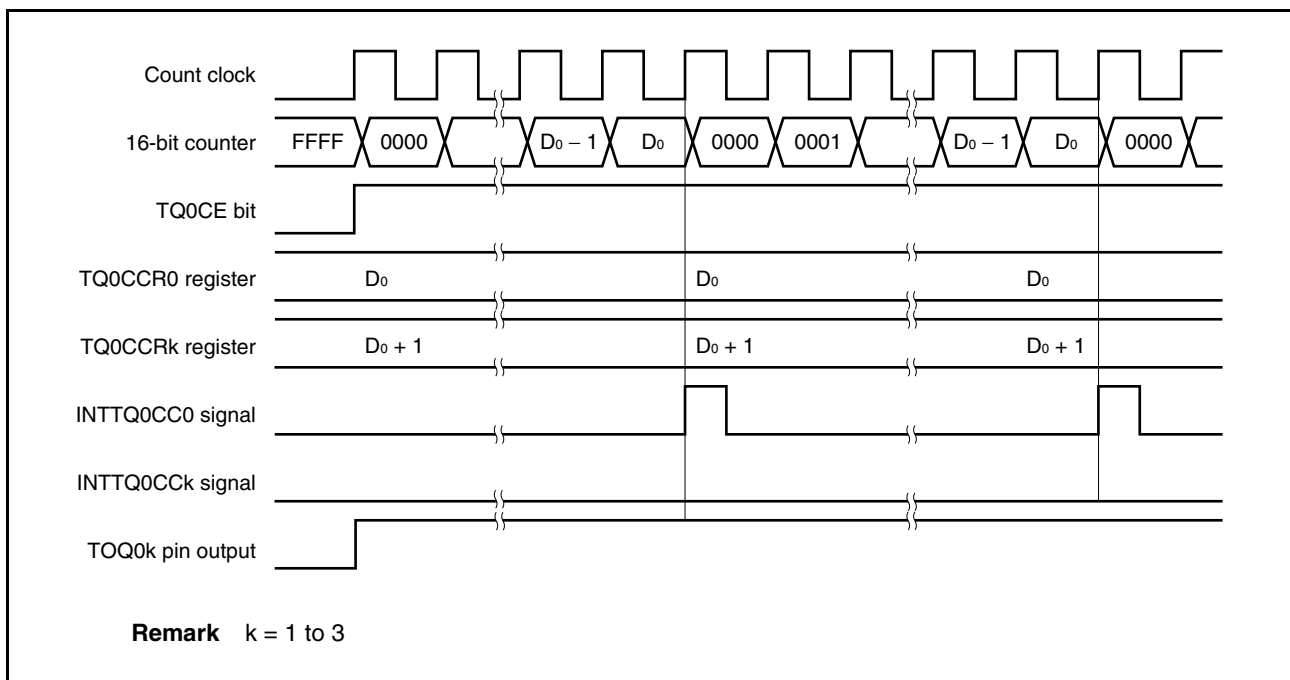 Count clock
16-bit counter FFFF 0000 D₀ − 1 D₀ 0000 0001 D₀ − 1 D₀ 0000
TQ0CE bit
TQ0CCR0 register D₀ D₀ D₀
TQ0CCRk register D₀ + 1 D₀ + 1 D₀ + 1
INTTQ0CC0 signal
INTTQ0CCk signal
TOQ0k pin output
Remark k = 1 to 3